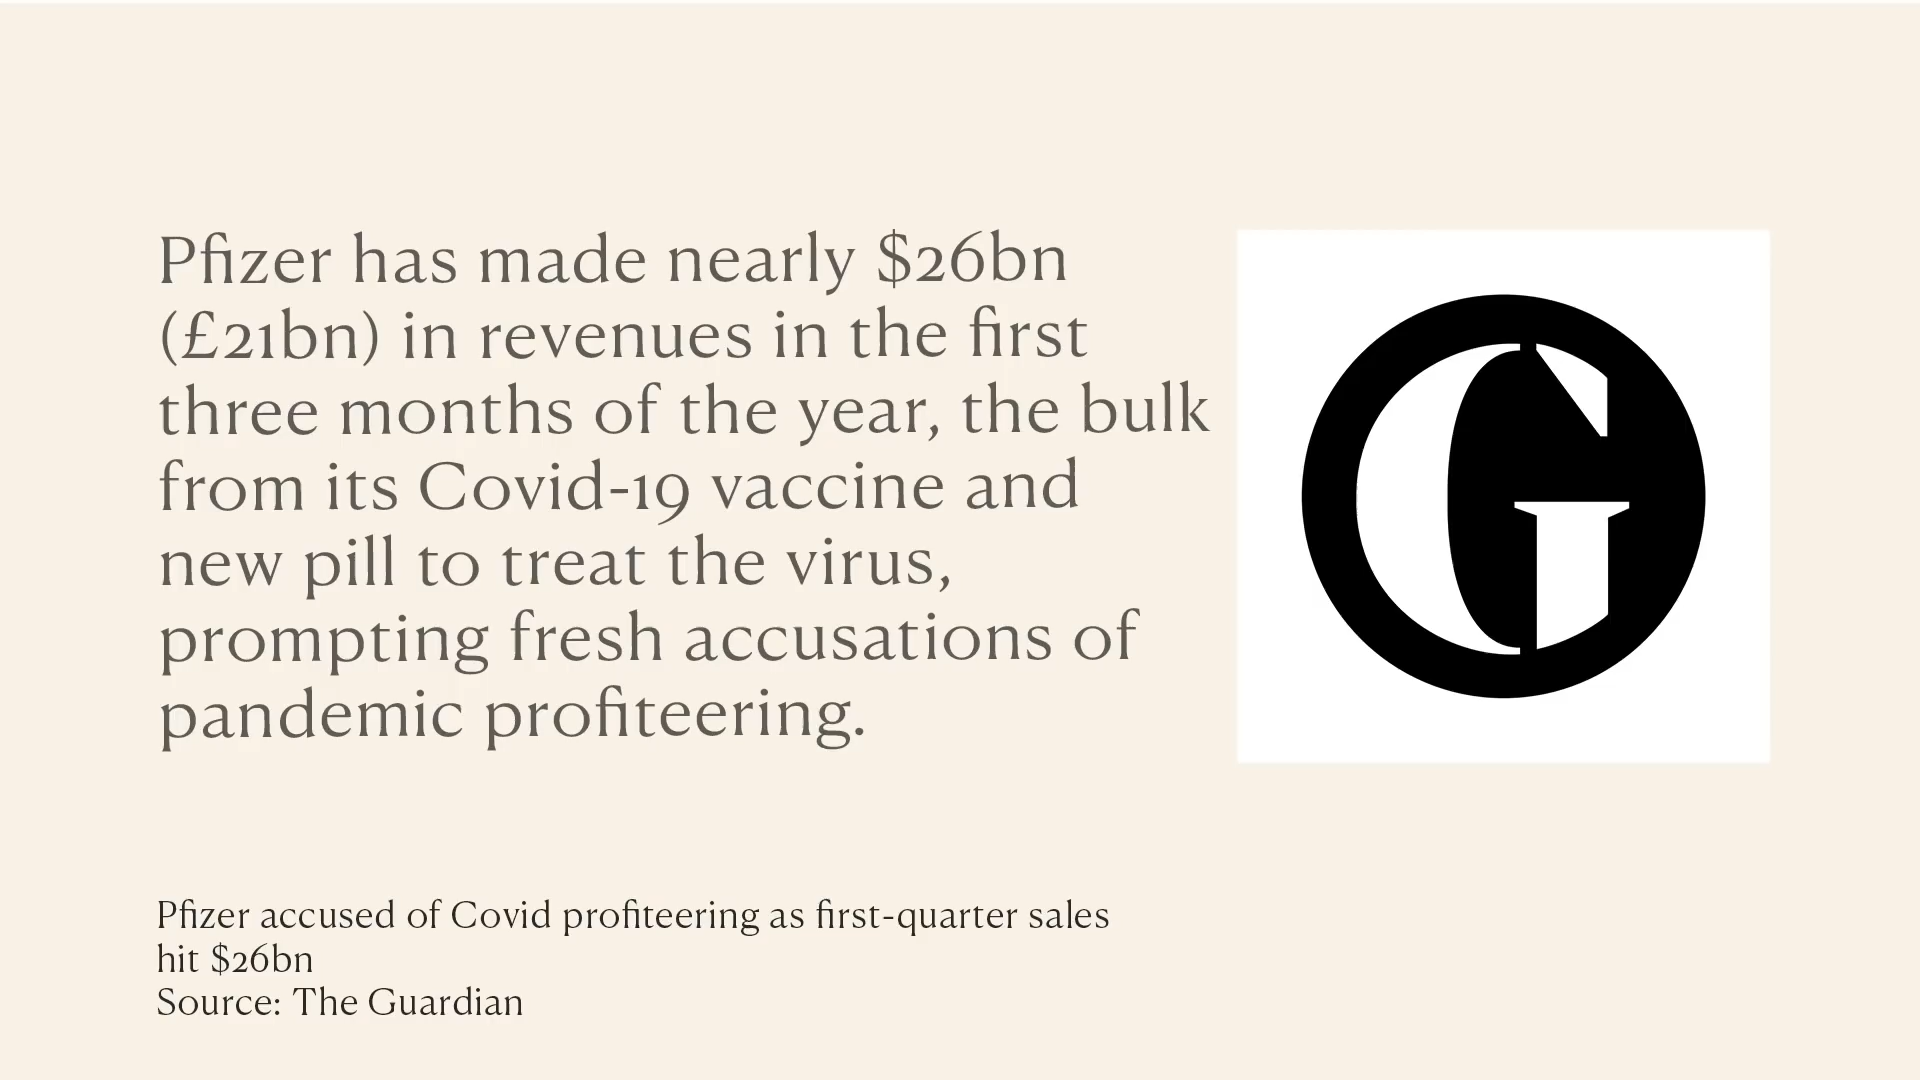 Pfizer has made nearly $26bn
(£21bn) in revenues in the first
three months of the year, the bulk
from its Covid-19 vaccine and
new pill to treat the virus,
prompting fresh accusations of
pandemic profiteering.
G
Pfizer accused of Covid profiteering as first-quarter sales
hit $26bn
Source: The Guardian